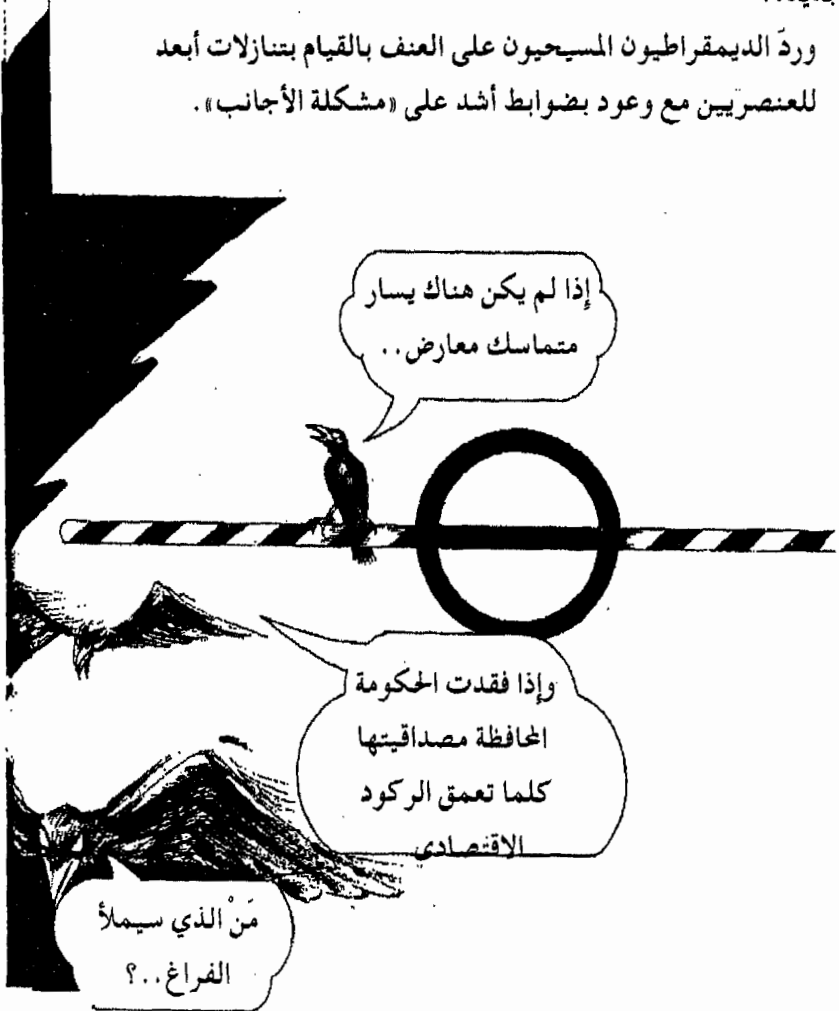 وردّ الديمقراطيون المسيحيون على العنف بالقيام بتنازلات أبعد
للعنصريين مع وعود بضوابط أشد على «مشكلة الأجانب».
إذا لم يكن هناك يسار
متماسك معارض..
وإذا فقدت الحكومة
المحافظة مصداقيتها
كلما تعمق الركود
الاقتصادى
مَنْ الذي سيملأ
الفراغ..؟